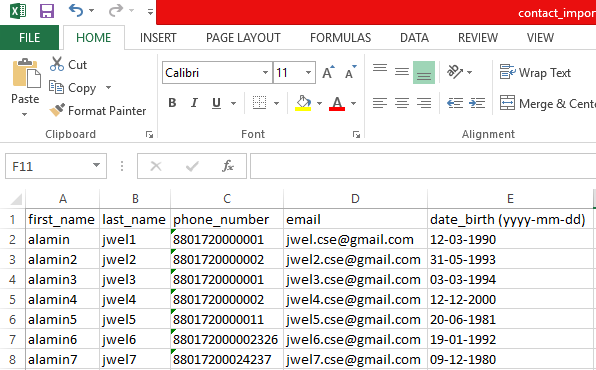 contact_impor
FILE HOME INSERT PAGE LAYOUT FORMULAS DATA REVIEW VIEW
Cut
Copy
Format Painter
Paste
Calibri 11
B I U
Wrap Text
Merge & Cente
Clipboard Font Alignment
F11 fx
A B C D E
1 first_name last_name phone_number email date_birth (yyyy-mm-dd)
2 alamin jwel1 8801720000001 jwel.cse@gmail.com 12-03-1990
3 alamin2 jwel2 8801720000002 jwel2.cse@gmail.com 31-05-1993
4 alamin3 jwel3 8801720000001 jwel3.cse@gmail.com 03-03-1994
5 alamin4 jwel4 8801720000002 jwel4.cse@gmail.com 12-12-2000
6 alamin5 jwel5 8801720000011 jwel5.cse@gmail.com 20-06-1981
7 alamin6 jwel6 88017200002326 jwel6.cse@gmail.com 19-01-1992
8 alamin7 jwel7 88017200024237 jwel7.cse@gmail.com 09-12-1980